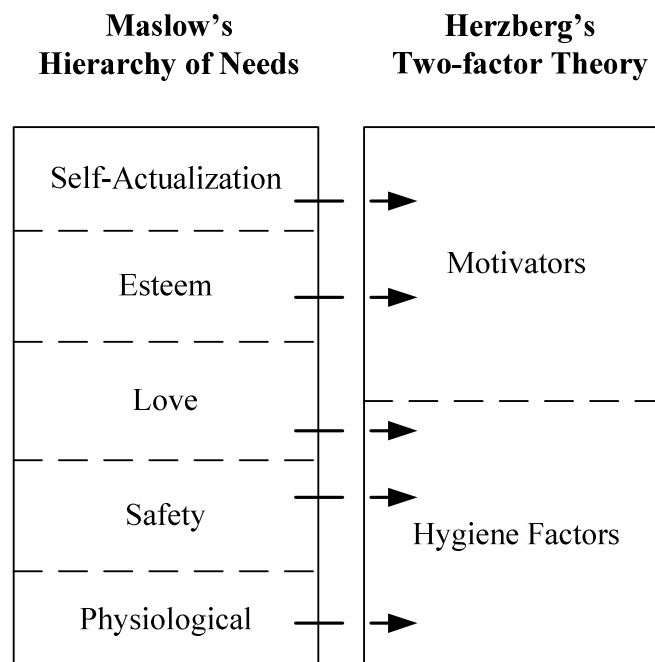 Maslow's
Hierarchy of Needs
Herzberg's
Two-factor Theory
Self-Actualization
Esteem
Love
Safety
Physiological
Motivators
Hygiene Factors